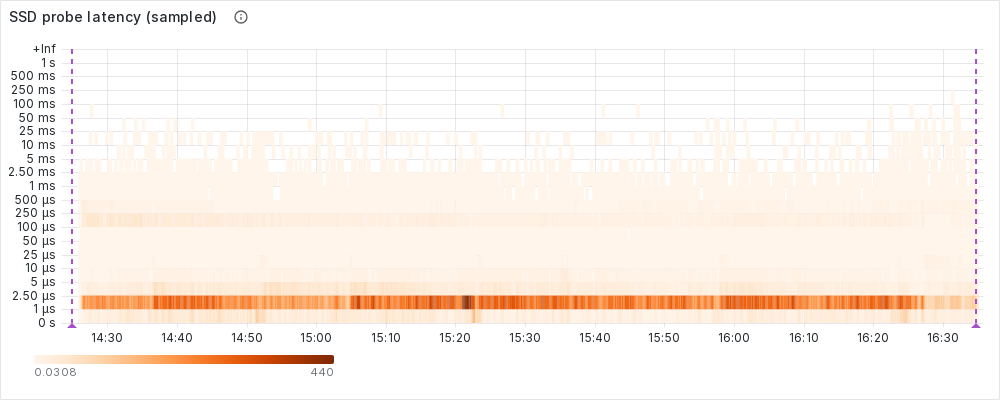 SSD probe latency (sampled)
+Inf
1 s
500 ms
250 ms
100 ms
50 ms
25 ms
10 ms
5 ms
2.50 ms
1 ms
500 µs
250 µs
100 µs
50 µs
25 µs
10 µs
5 µs
2.50 µs
1 µs
0 s
14:30 14:40 14:50 15:00 15:10 15:20 15:30 15:40 15:50 16:00 16:10 16:20 16:30
0.0308 440